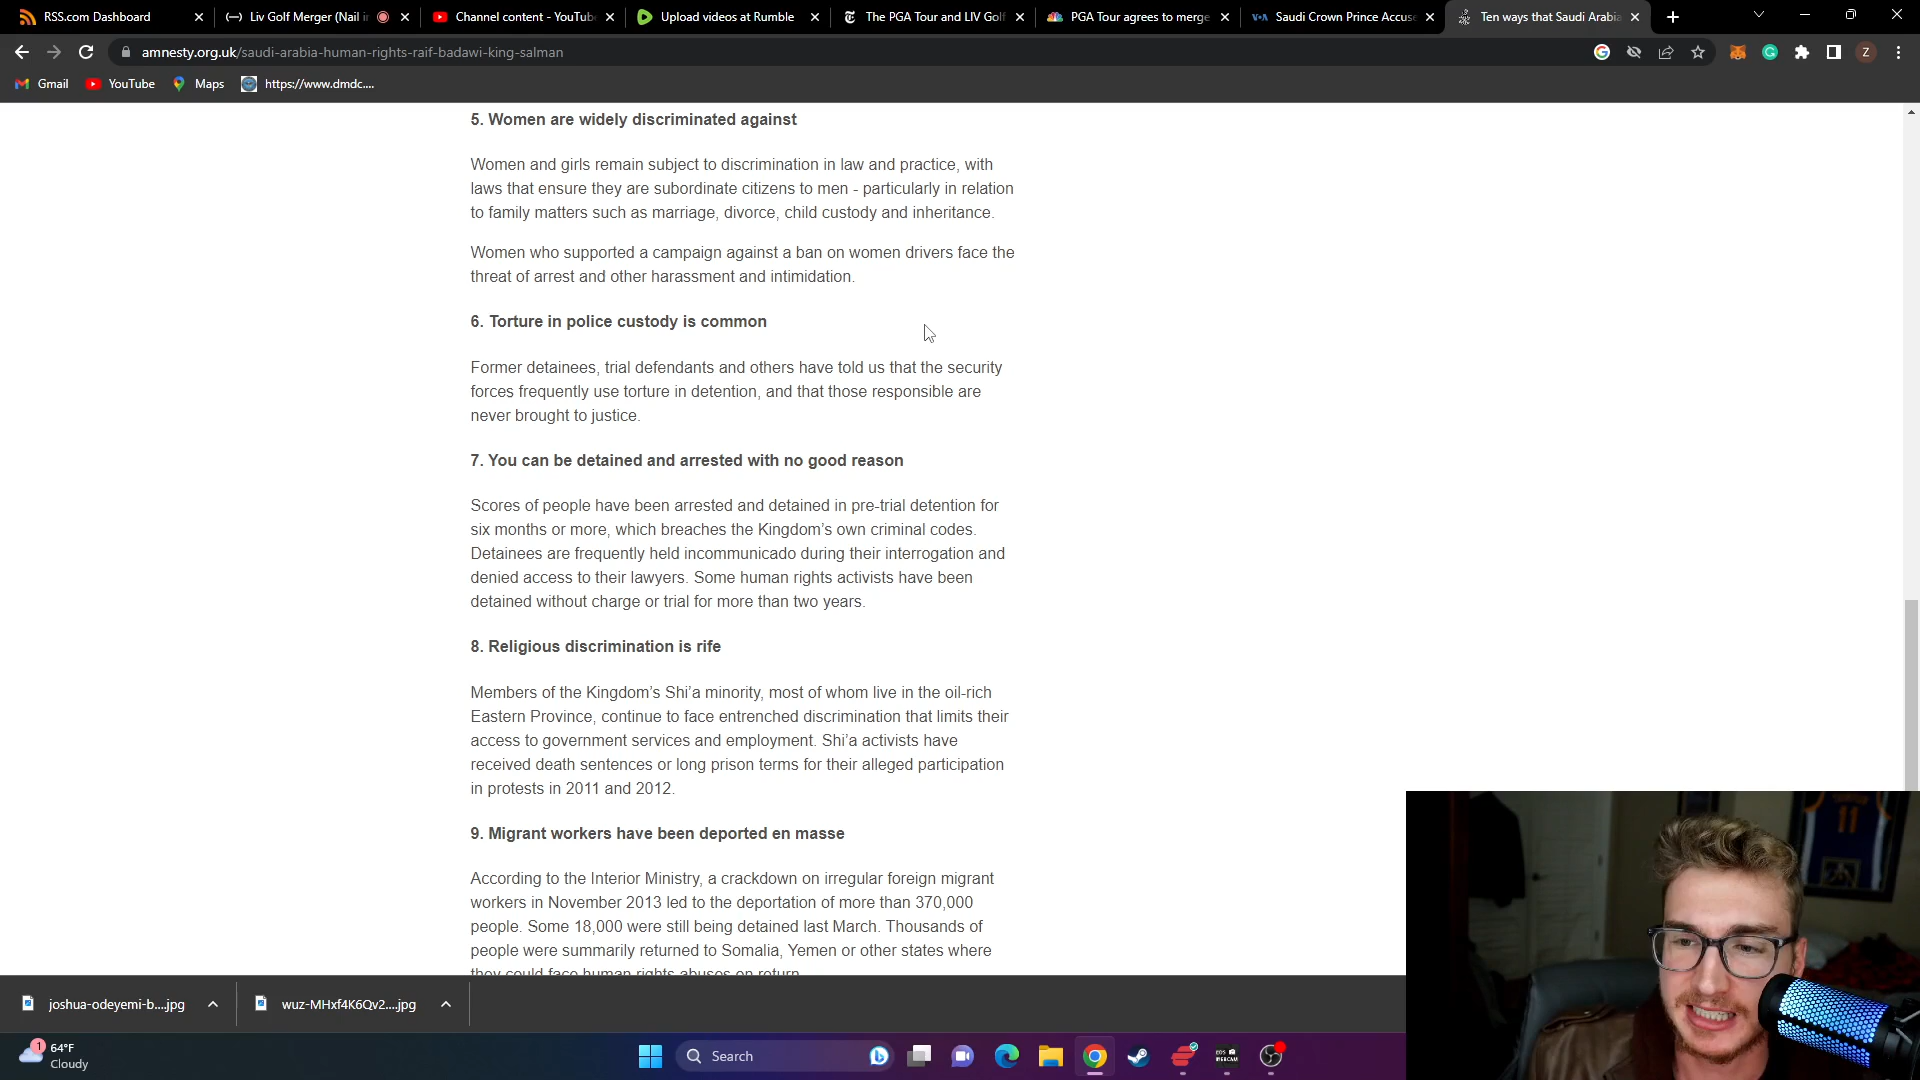 RSS.com Dashboard
Liv Golf Merger (Nail i
Channel content - YouTub
Upload videos at Rumble
The PGA Tour and LIV Golf
PGA Tour agrees to merge
VOA
Saudi Crown Prince Accuse
Ten ways that Saudi Arabia
amnesty.org.uk/saudi-arabia-human-rights-raif-badawi-king-salman
Z
Gmail
YouTube
Maps
https://www.dmdc....
5. Women are widely discriminated against
Women and girls remain subject to discrimination in law and practice, with
laws that ensure they are subordinate citizens to men - particularly in relation
to family matters such as marriage, divorce, child custody and inheritance.
Women who supported a campaign against a ban on women drivers face the
threat of arrest and other harassment and intimidation.
6. Torture in police custody is common
Former detainees, trial defendants and others have told us that the security
forces frequently use torture in detention, and that those responsible are
never brought to justice.
7. You can be detained and arrested with no good reason
Scores of people have been arrested and detained in pre-trial detention for
six months or more, which breaches the Kingdom's own criminal codes.
Detainees are frequently held incommunicado during their interrogation and
denied access to their lawyers. Some human rights activists have been
detained without charge or trial for more than two years.
8. Religious discrimination is rife
Members of the Kingdom's Shi'a minority, most of whom live in the oil-rich
Eastern Province, continue to face entrenched discrimination that limits their
access to government services and employment. Shi'a activists have
received death sentences or long prison terms for their alleged participation
in protests in 2011 and 2012.
9. Migrant workers have been deported en masse
According to the Interior Ministry, a crackdown on irregular foreign migrant
workers in November 2013 led to the deportation of more than 370,000
people. Some 18,000 were still being detained last March. Thousands of
people were summarily returned to Somalia, Yemen or other states where
they could face human rights abuses on return.
11
joshua-odeyemi-b....jpg
wuz-MHxf4K6Qv2....jpg
1
64°F
Cloudy
Search
EOS
WEBCAM